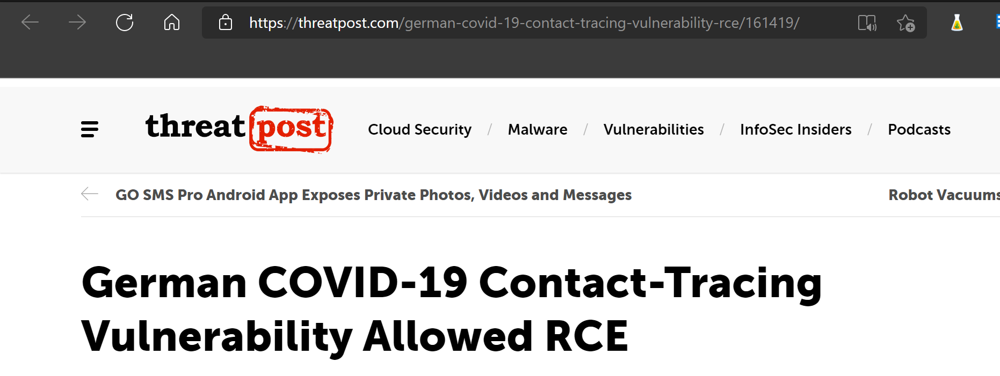 https://threatpost.com/german-covid-19-contact-tracing-vulnerability-rce/161419/
threatpost Cloud Security / Malware / Vulnerabilities / InfoSec Insiders / Podcasts
GO SMS Pro Android App Exposes Private Photos, Videos and Messages Robot Vacuums
German COVID-19 Contact-Tracing
Vulnerability Allowed RCE